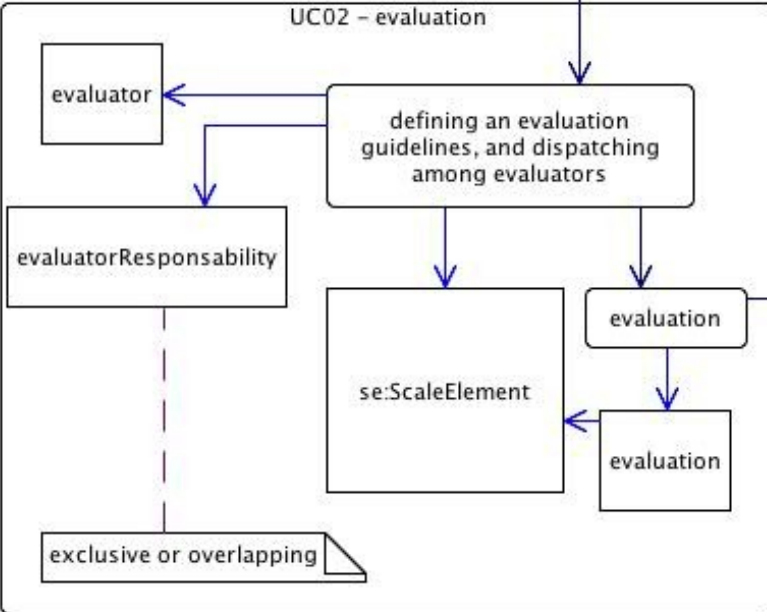 UC02 – evaluation
evaluator
defining an evaluation
guidelines, and dispatching
among evaluators
evaluatorResponsability
evaluation
se:ScaleElement
evaluation
exclusive or overlapping